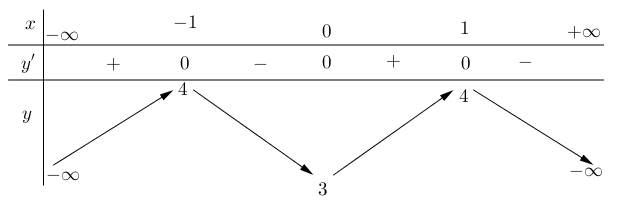 x −∞ −1 0 1 +∞
y′ + 0 − 0 + 0 −
4 4
y
−∞ 3 −∞